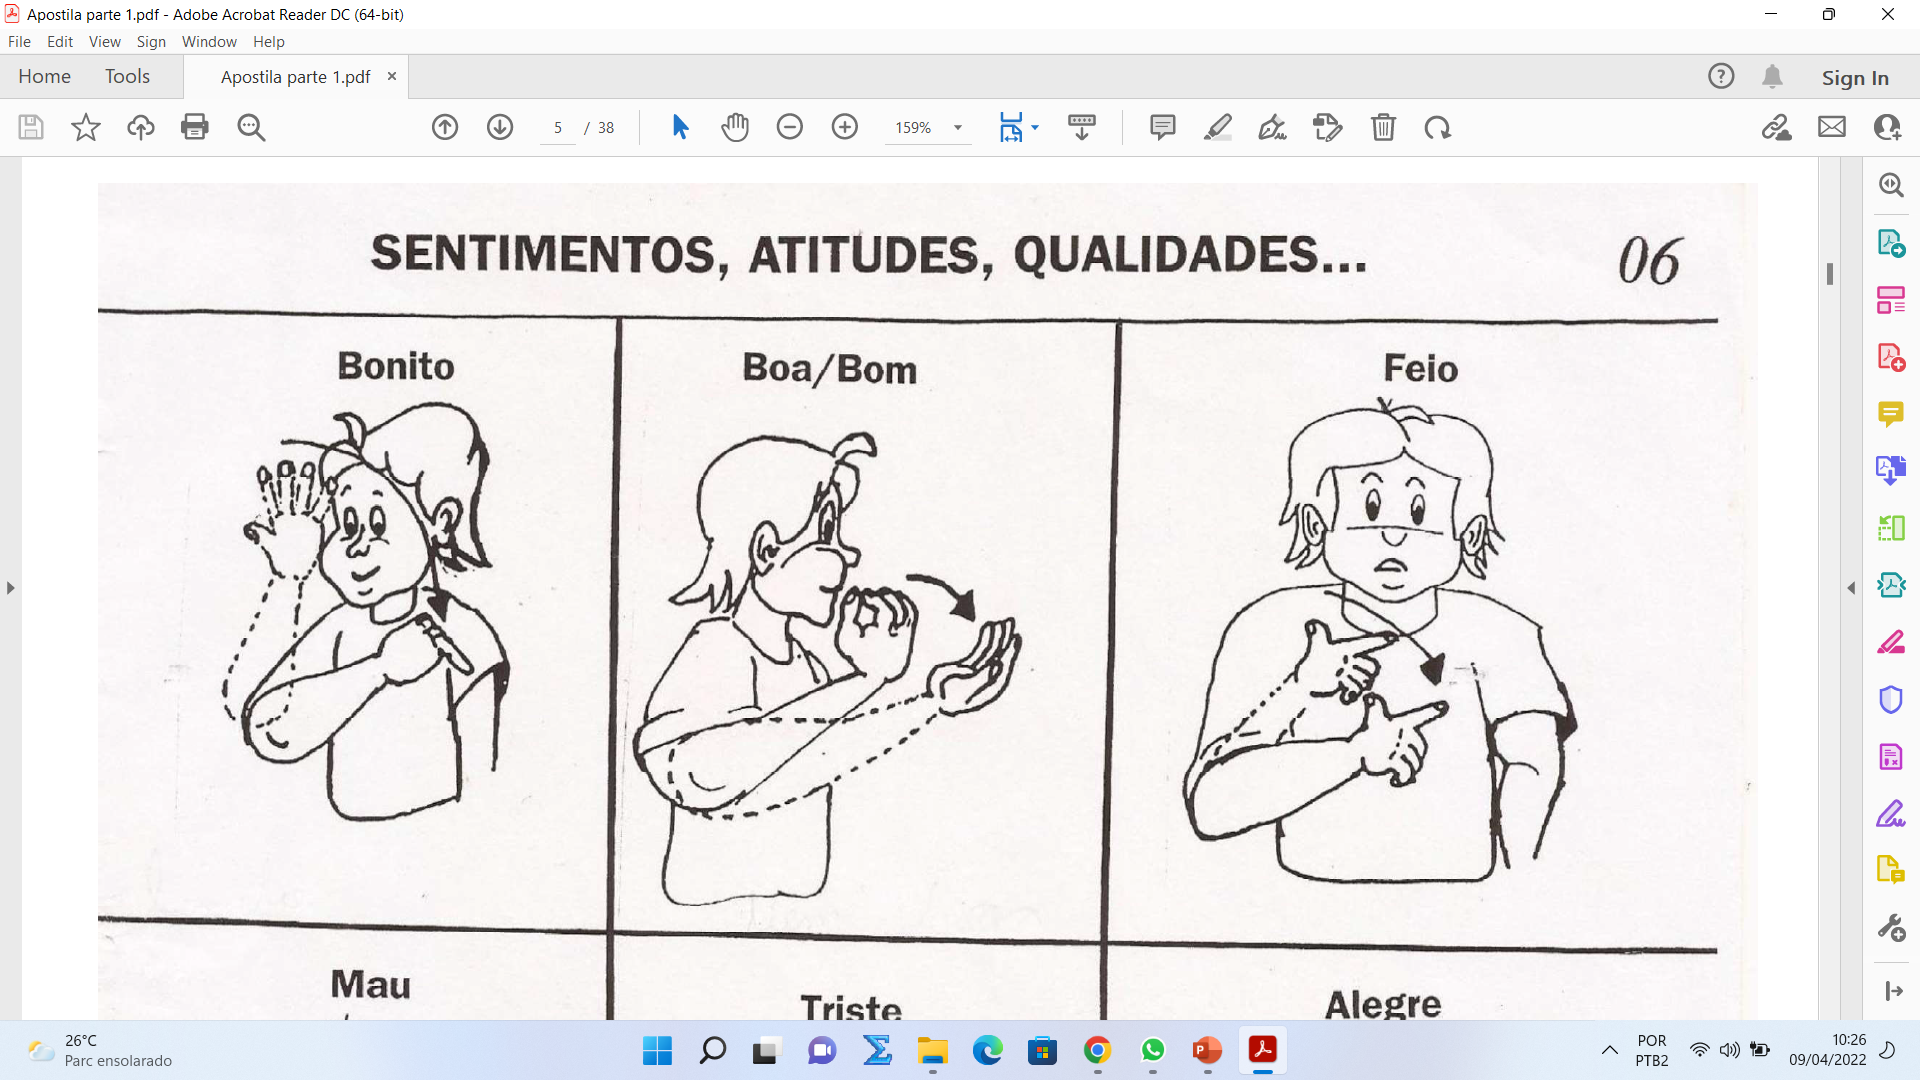 Apostila parte 1.pdf - Adobe Acrobat Reader DC (64-bit)
File Edit View Sign Window Help
Home Tools Apostila parte 1.pdf × Sign In
5 / 38 159%
SENTIMENTOS, ATITUDES, QUALIDADES... 06
Bonito Boa/Bom Feio
Mau Triste Alegre
26°C
Parc ensolarado
POR
PTB2
10:26
09/04/2022